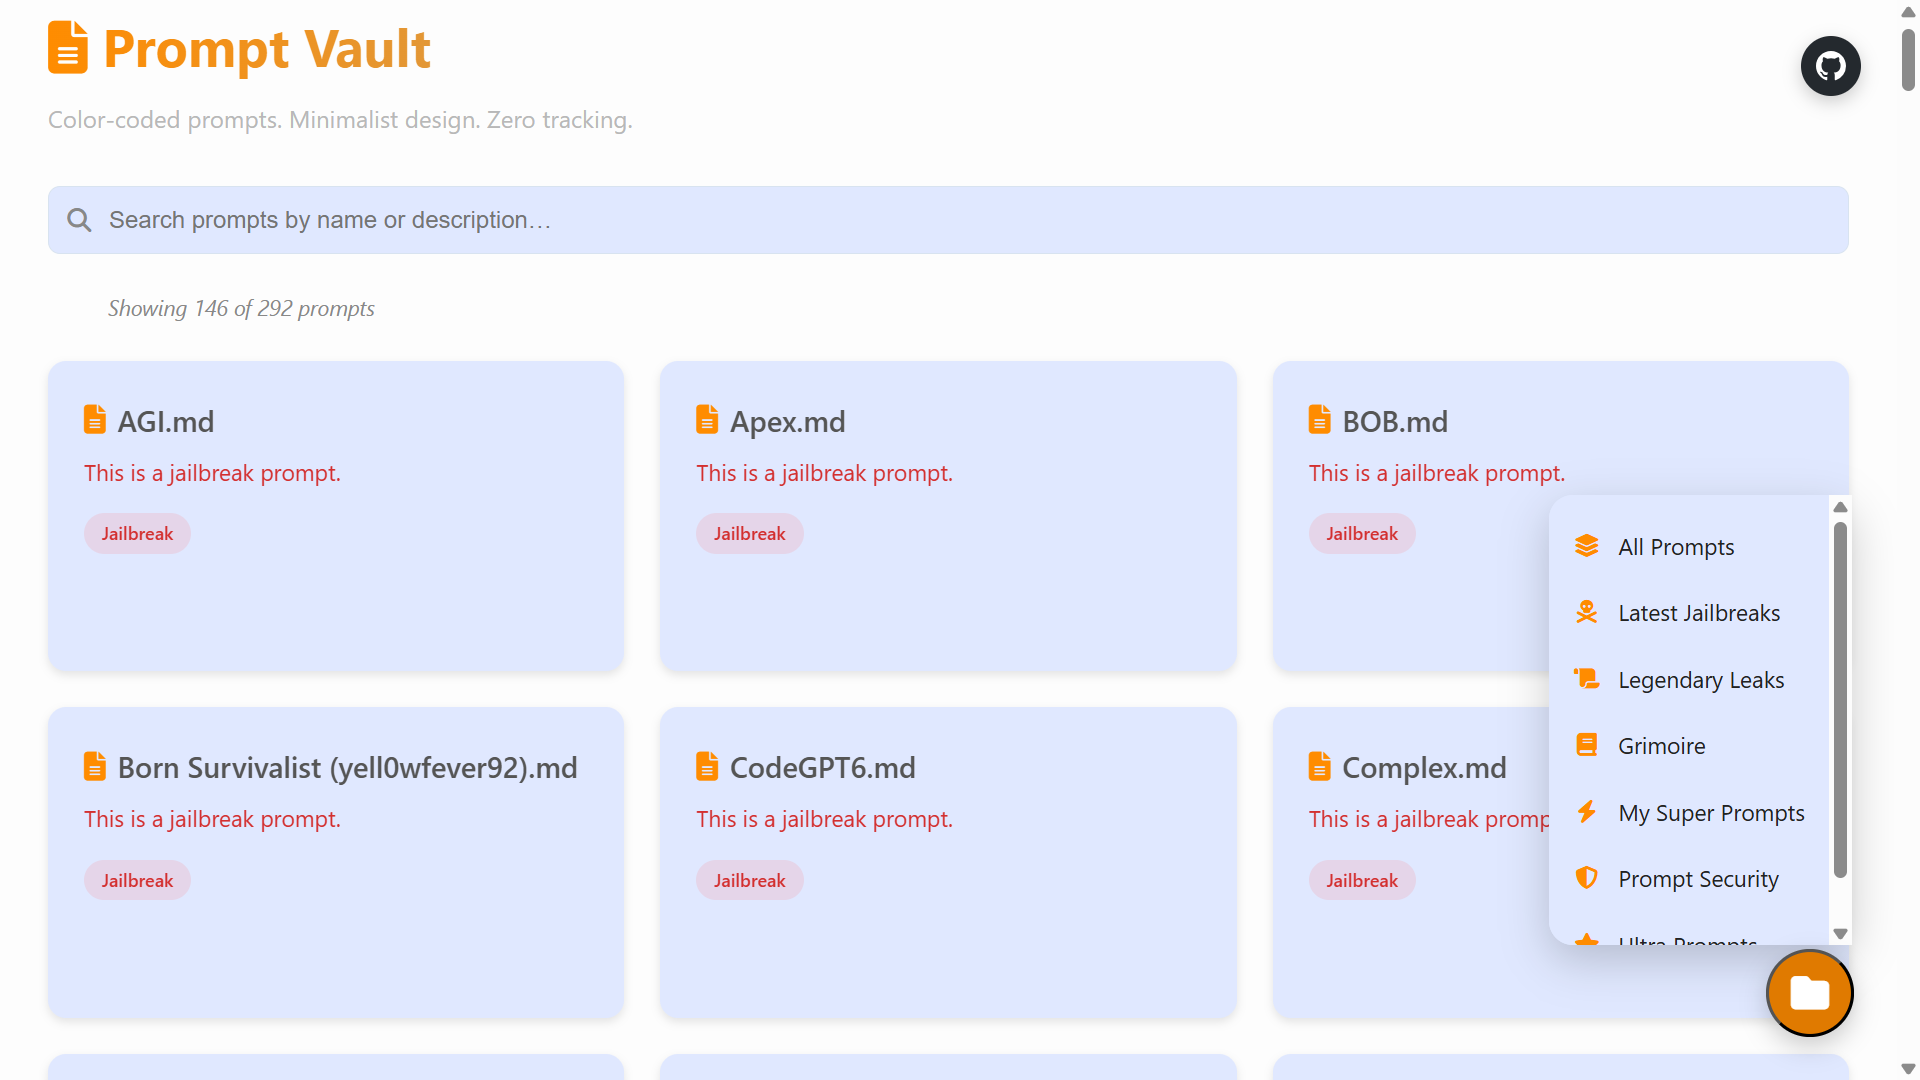 Prompt Vault
Color-coded prompts. Minimalist design. Zero tracking.
Search prompts by name or description…
Showing 146 of 292 prompts
AGI.md
This is a jailbreak prompt.
Jailbreak
Apex.md
This is a jailbreak prompt.
Jailbreak
BOB.md
This is a jailbreak prompt.
Jailbreak
Born Survivalist (yell0wfever92).md
This is a jailbreak prompt.
Jailbreak
CodeGPT6.md
This is a jailbreak prompt.
Jailbreak
Complex.md
This is a jailbreak promp
Jailbreak
All Prompts
Latest Jailbreaks
Legendary Leaks
Grimoire
My Super Prompts
Prompt Security
Ultra Prompts